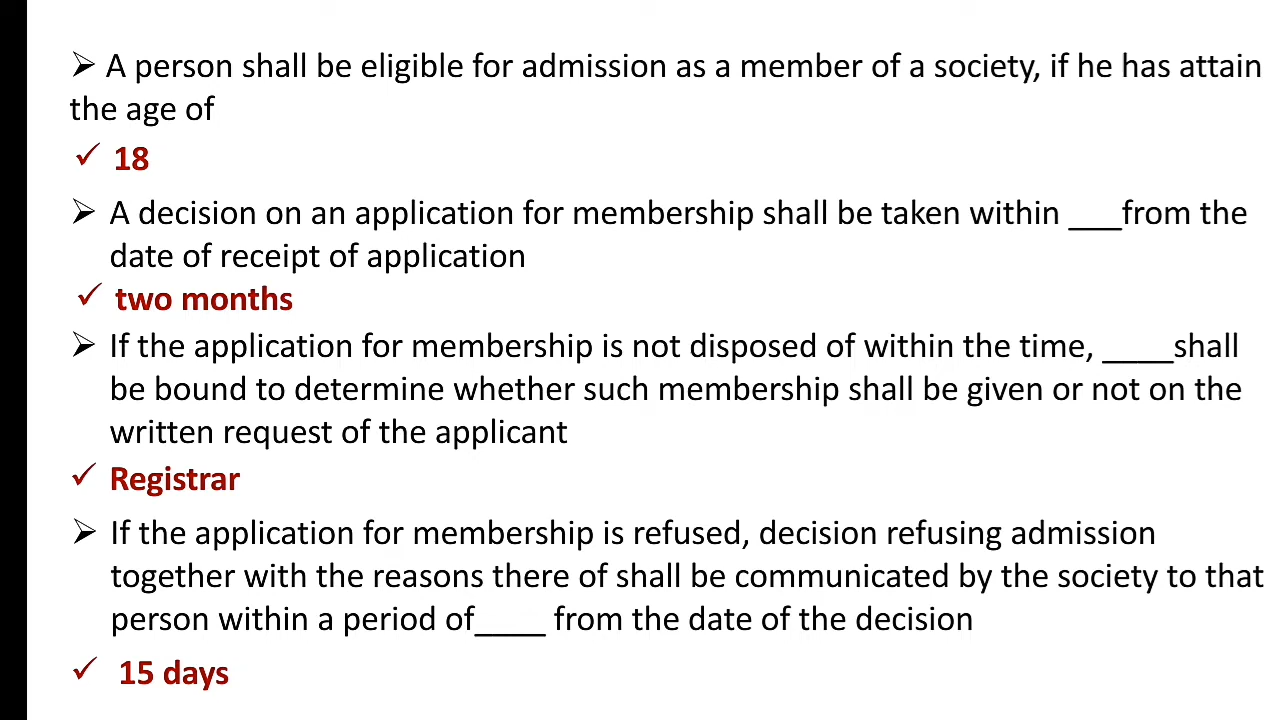 ➢ A person shall be eligible for admission as a member of a society, if he has attain
the age of
✓ 18
➢ A decision on an application for membership shall be taken within ___from the
date of receipt of application
✓ two months
➢ If the application for membership is not disposed of within the time, ____shall
be bound to determine whether such membership shall be given or not on the
written request of the applicant
✓ Registrar
➢ If the application for membership is refused, decision refusing admission
together with the reasons there of shall be communicated by the society to that
person within a period of____ from the date of the decision
✓ 15 days